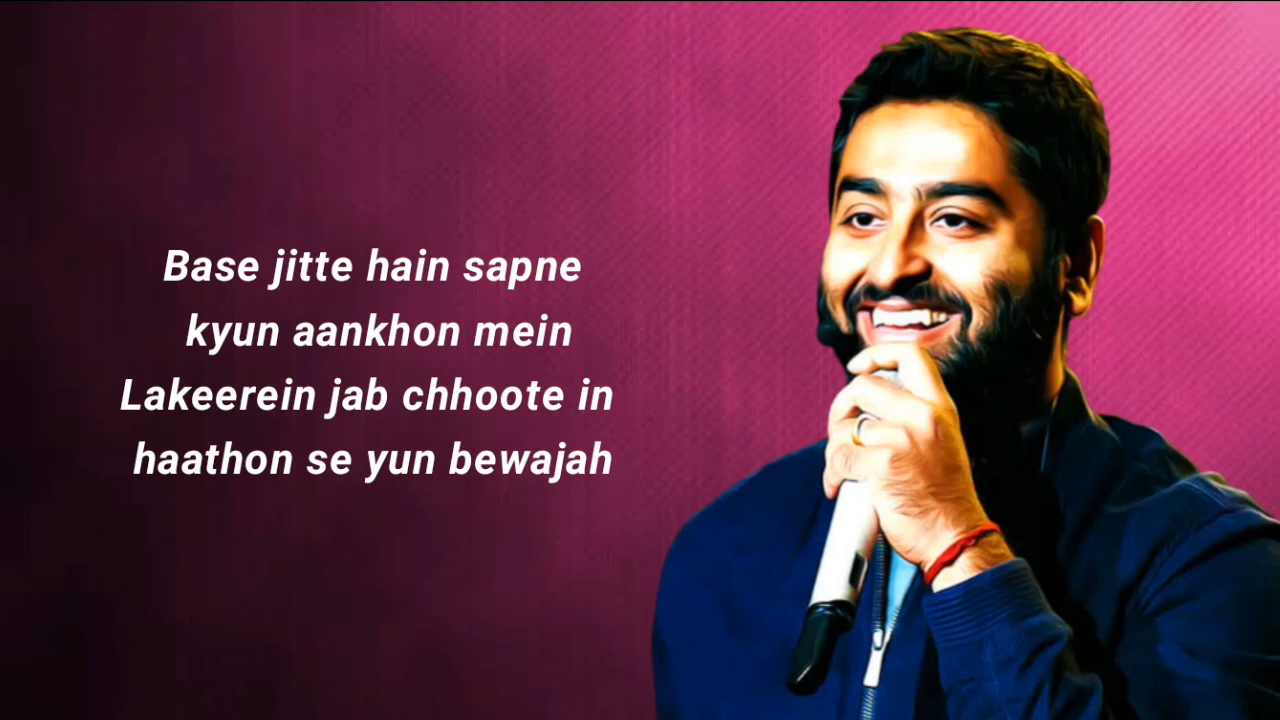 Base jitte hain sapne
kyun aankhon mein
Lakeerein jab chhoote in
haathon se yun bewajah